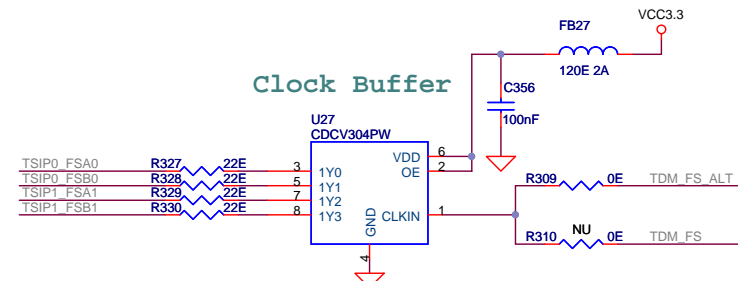 VCC3.3
FB27
120E 2A
Clock Buffer
C356
100nF
U27
CDCV304PW
TSIP0_FSA0 R327 22E 3 1Y0 VDD 6
TSIP0_FSB0 R328 22E 5 1Y1 OE 2
TSIP1_FSA1 R329 22E 7 1Y2
TSIP1_FSB1 R330 22E 8 1Y3 GND CLKIN 1
4
R309 0E TDM_FS_ALT
R310 NU 0E TDM_FS